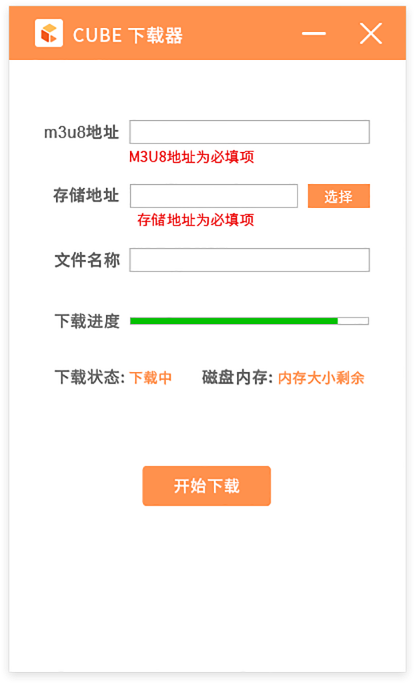 CUBE 下载器
m3u8地址
M3U8地址为必填项
存储地址
选择
存储地址为必填项
文件名称
下载进度
下载状态: 下载中 磁盘内存: 内存大小剩余
开始下载